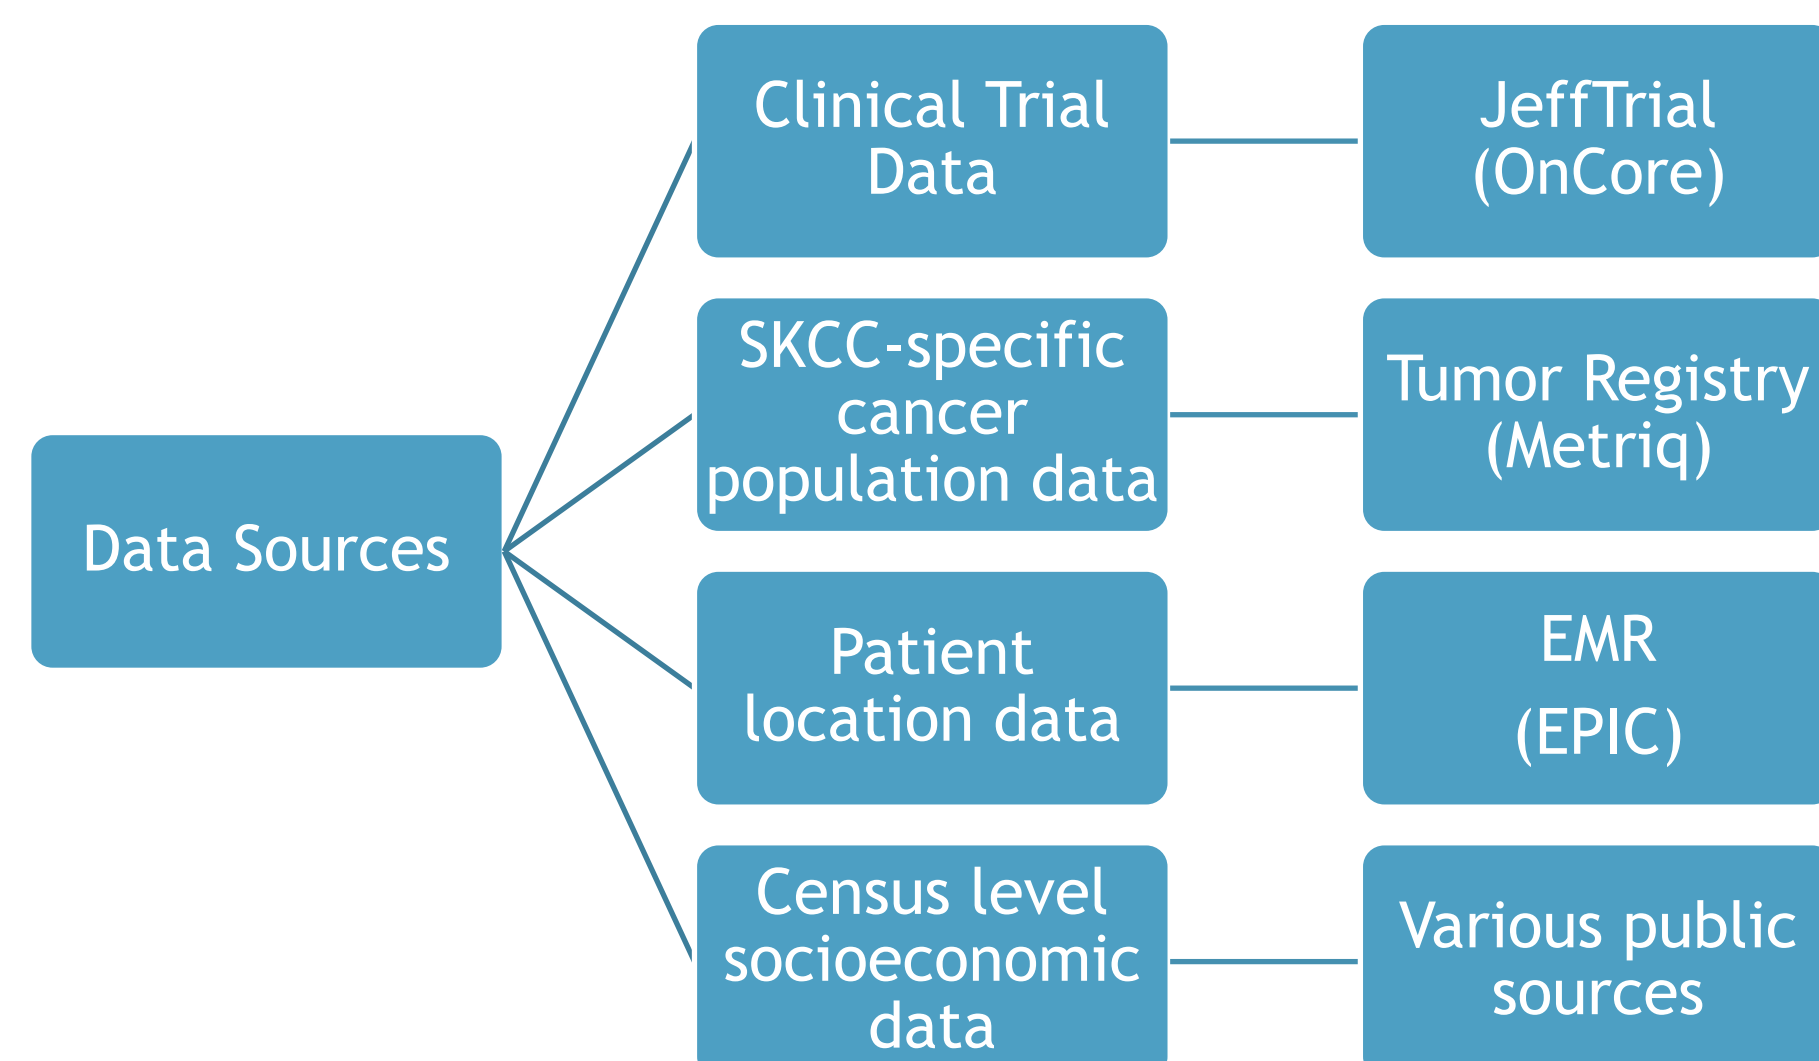 Data Sources
Clinical Trial
Data
JeffTrial
(OnCore)
SKCC-specific
cancer
population data
Tumor Registry
(Metriq)
Patient
location data
EMR
(EPIC)
Census level
socioeconomic
data
Various public
sources